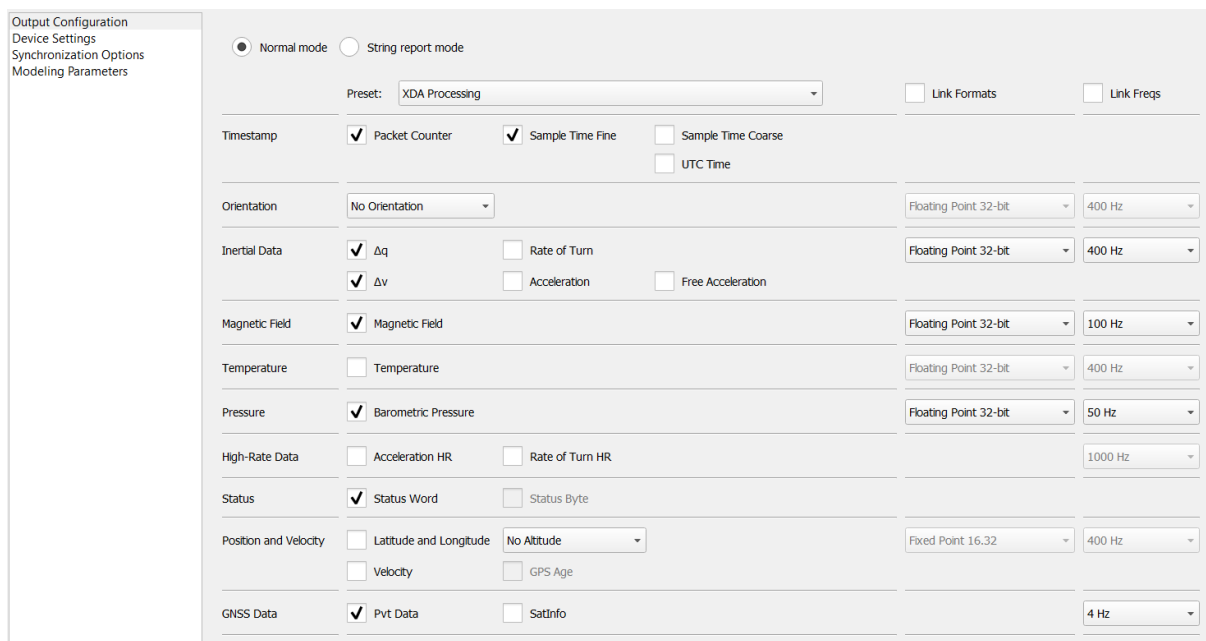 Output Configuration
Device Settings
Synchronization Options
Modeling Parameters
Normal mode String report mode
Preset: XDA Processing Link Formats Link Freqs
Timestamp Packet Counter Sample Time Fine Sample Time Coarse
UTC Time
Orientation No Orientation Floating Point 32-bit 400 Hz
Inertial Data Δq Rate of Turn Floating Point 32-bit 400 Hz
Δv Acceleration Free Acceleration
Magnetic Field Magnetic Field Floating Point 32-bit 100 Hz
Temperature Temperature Floating Point 32-bit 400 Hz
Pressure Barometric Pressure Floating Point 32-bit 50 Hz
High-Rate Data Acceleration HR Rate of Turn HR 1000 Hz
Status Status Word Status Byte
Position and Velocity Latitude and Longitude No Altitude Fixed Point 16.32 400 Hz
Velocity GPS Age
GNSS Data Pvt Data SatInfo 4 Hz